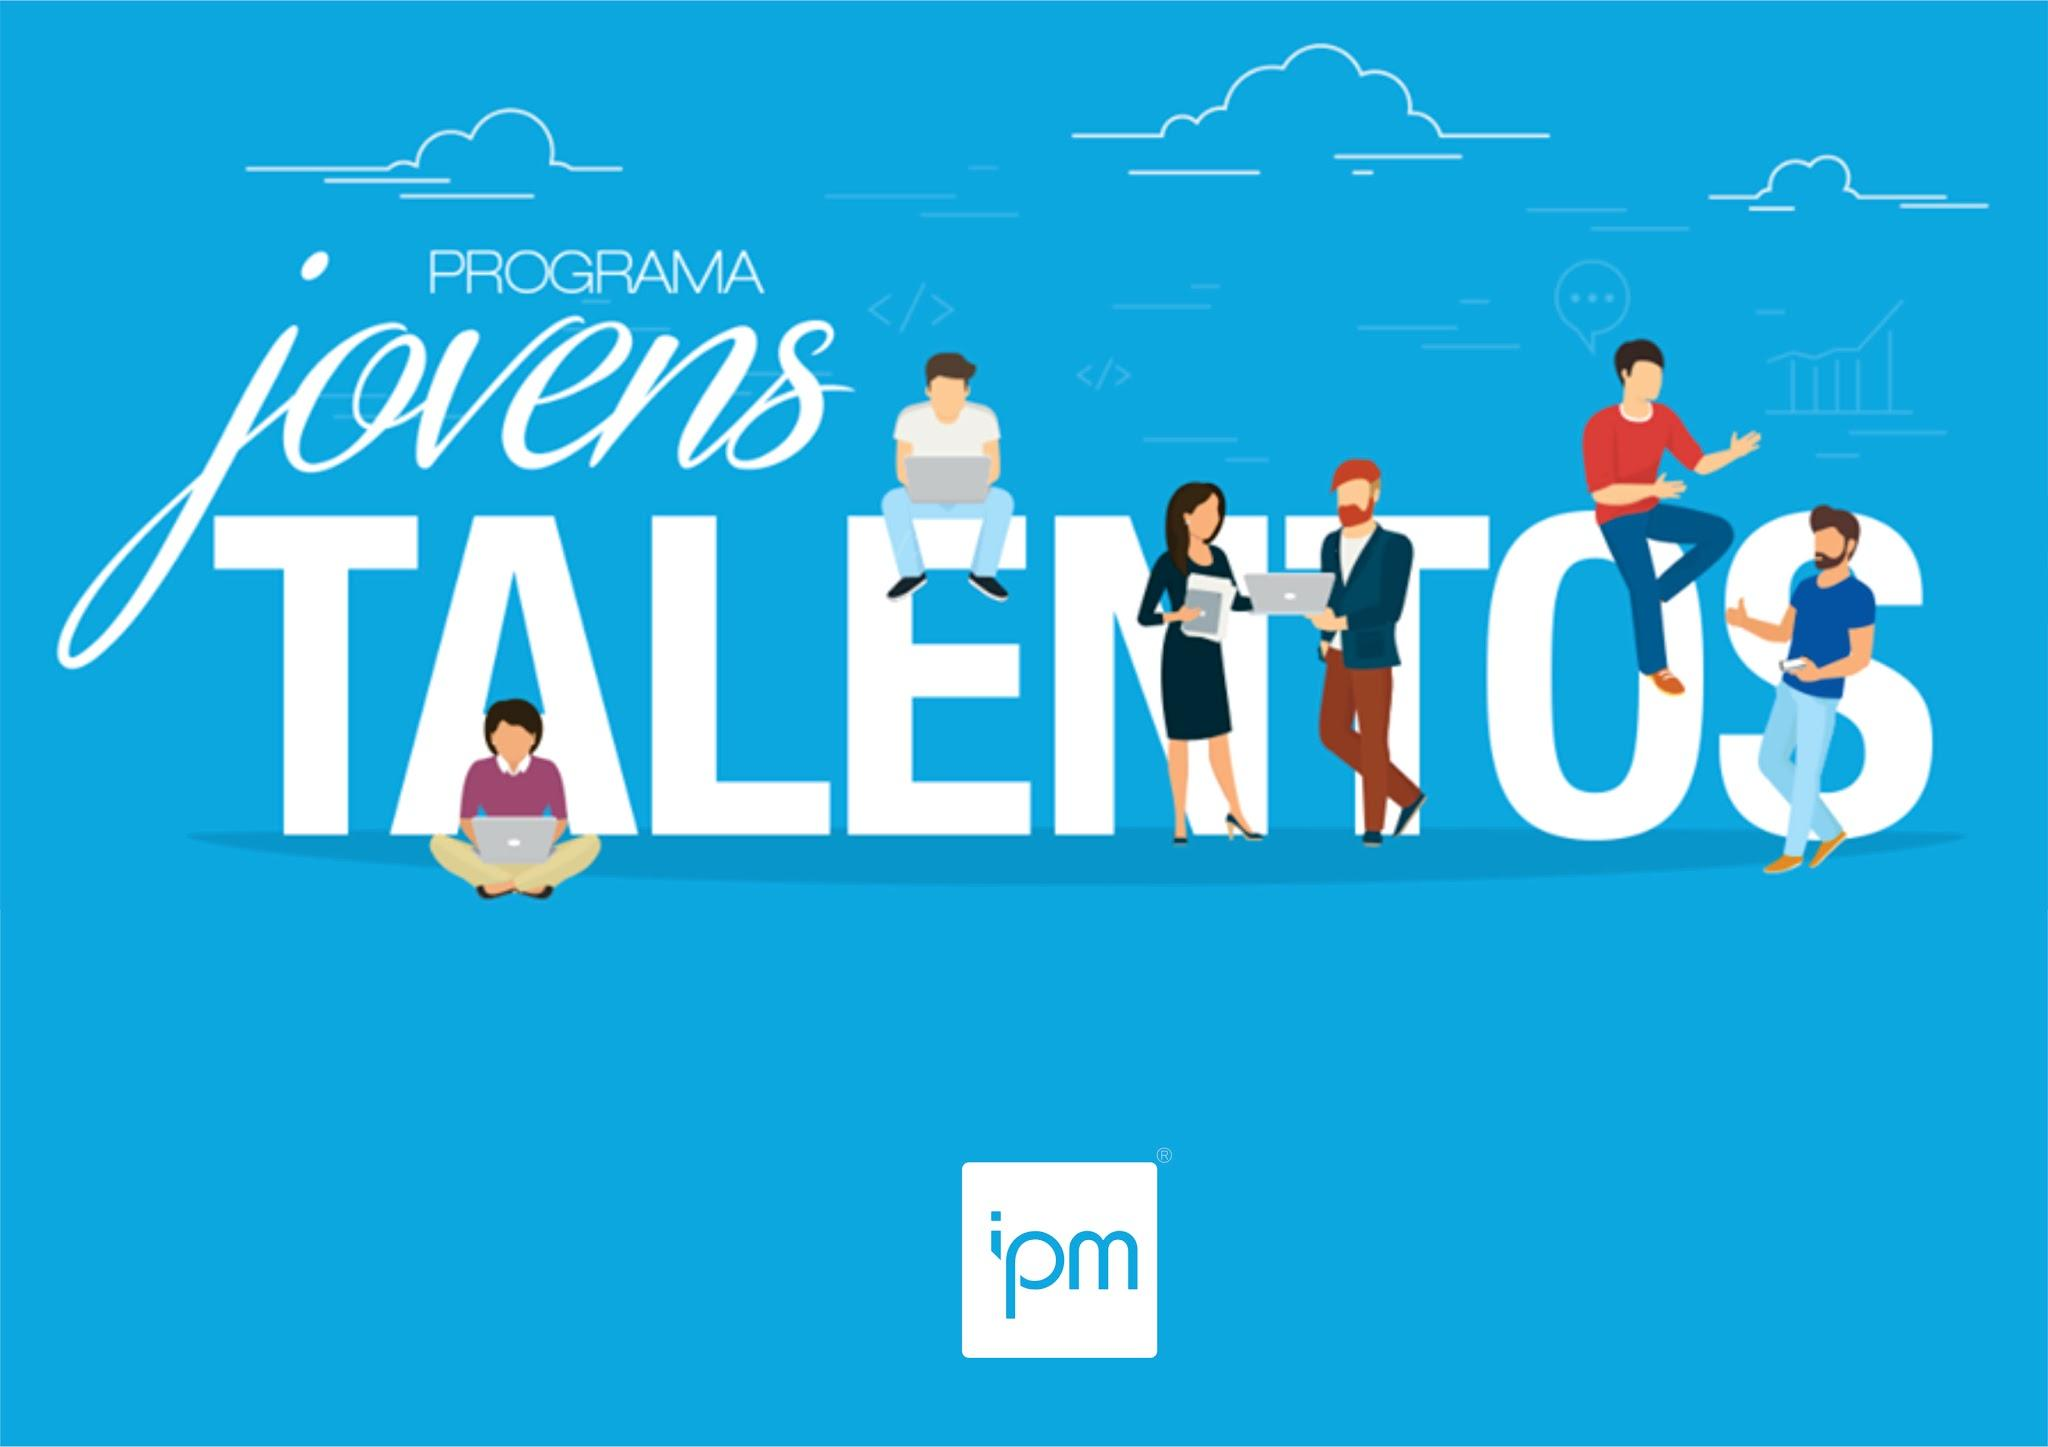 PROGRAMA
jovens
TALENTOS
</>
</>
ipm®